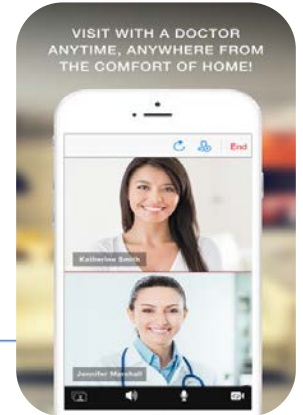 VISIT WITH A DOCTOR
ANYTIME, ANYWHERE FROM
THE COMFORT OF HOME!
End
Katherine Smith
Jennifer Marshall